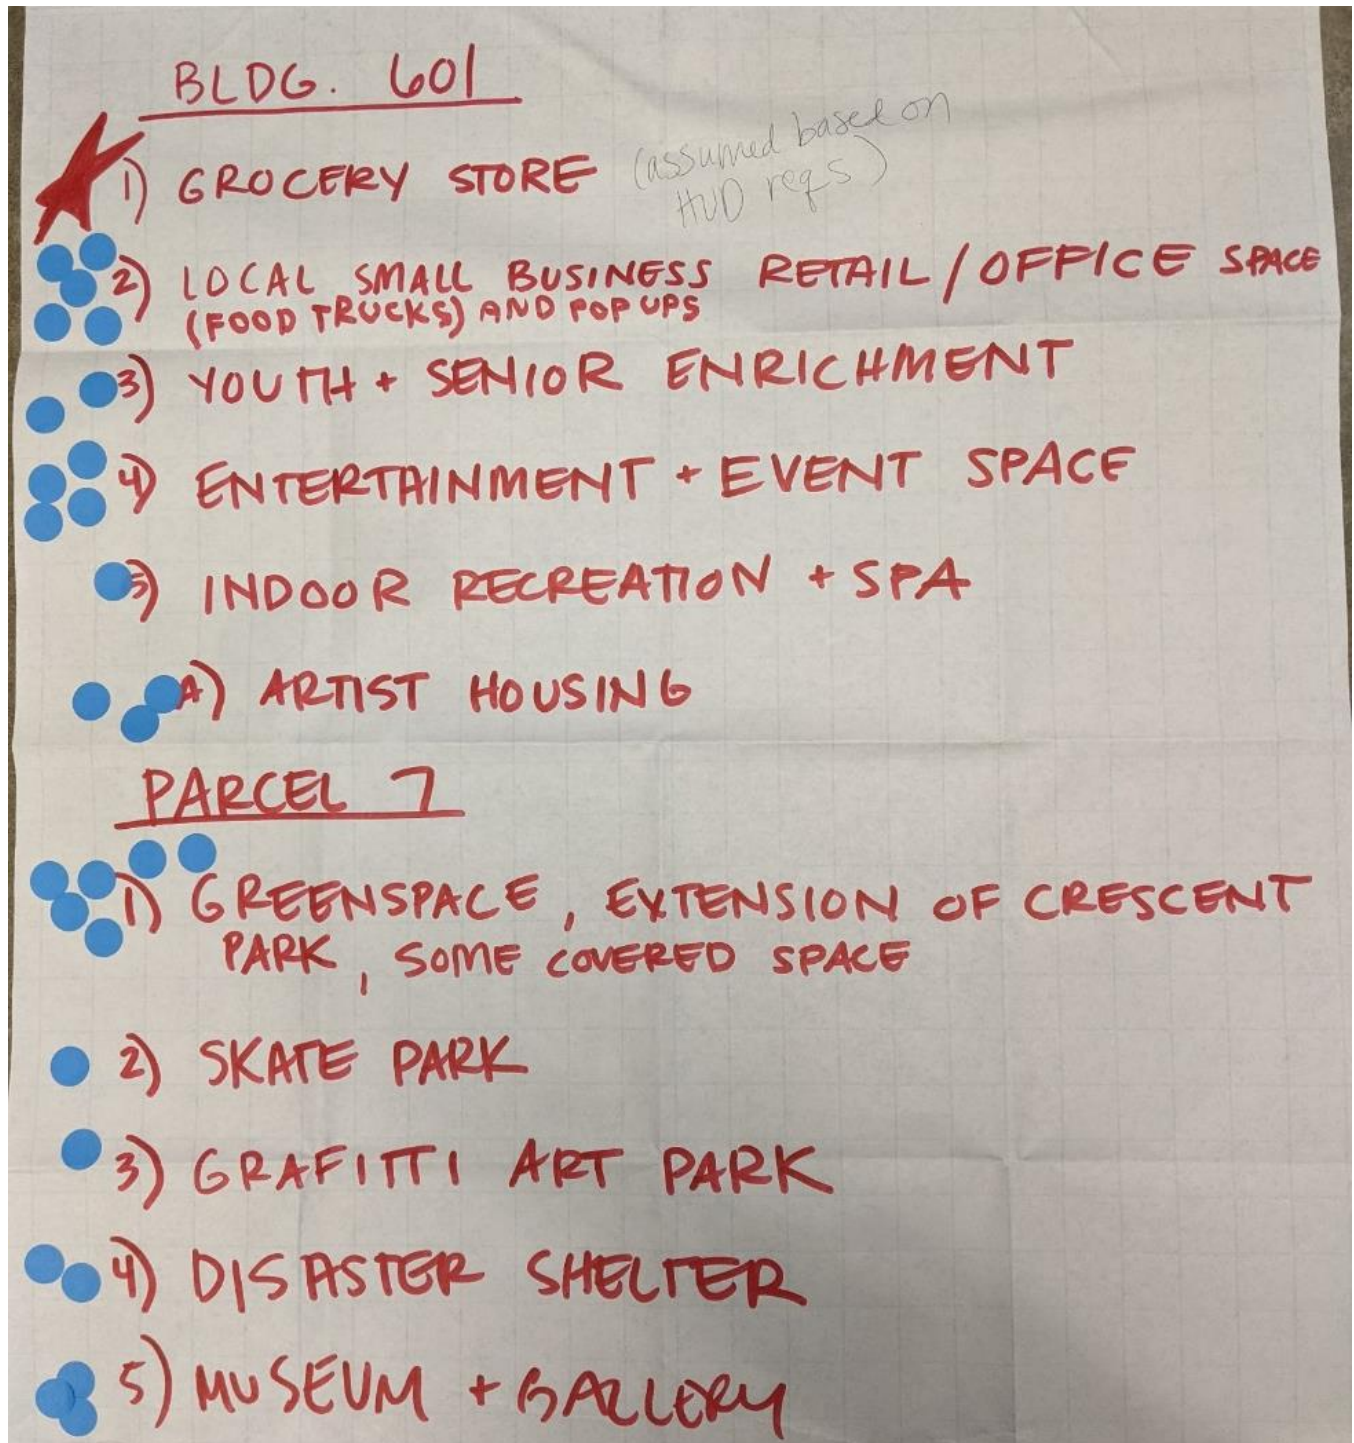 BLDG. 601
1) GROCERY STORE (assumed based on
HUD reqs)
2) LOCAL SMALL BUSINESS RETAIL/OFFICE SPACE
(FOOD TRUCKS) AND POP UPS
3) YOUTH + SENIOR ENRICHMENT
4) ENTERTAINMENT + EVENT SPACE
5) INDOOR RECREATION + SPA
A) ARTIST HOUSING
PARCEL 7
1) GREENSPACE, EXTENSION OF CRESCENT
PARK, SOME COVERED SPACE
2) SKATE PARK
3) GRAFITTI ART PARK
4) DISASTER SHELTER
5) MUSEUM + GALLERY